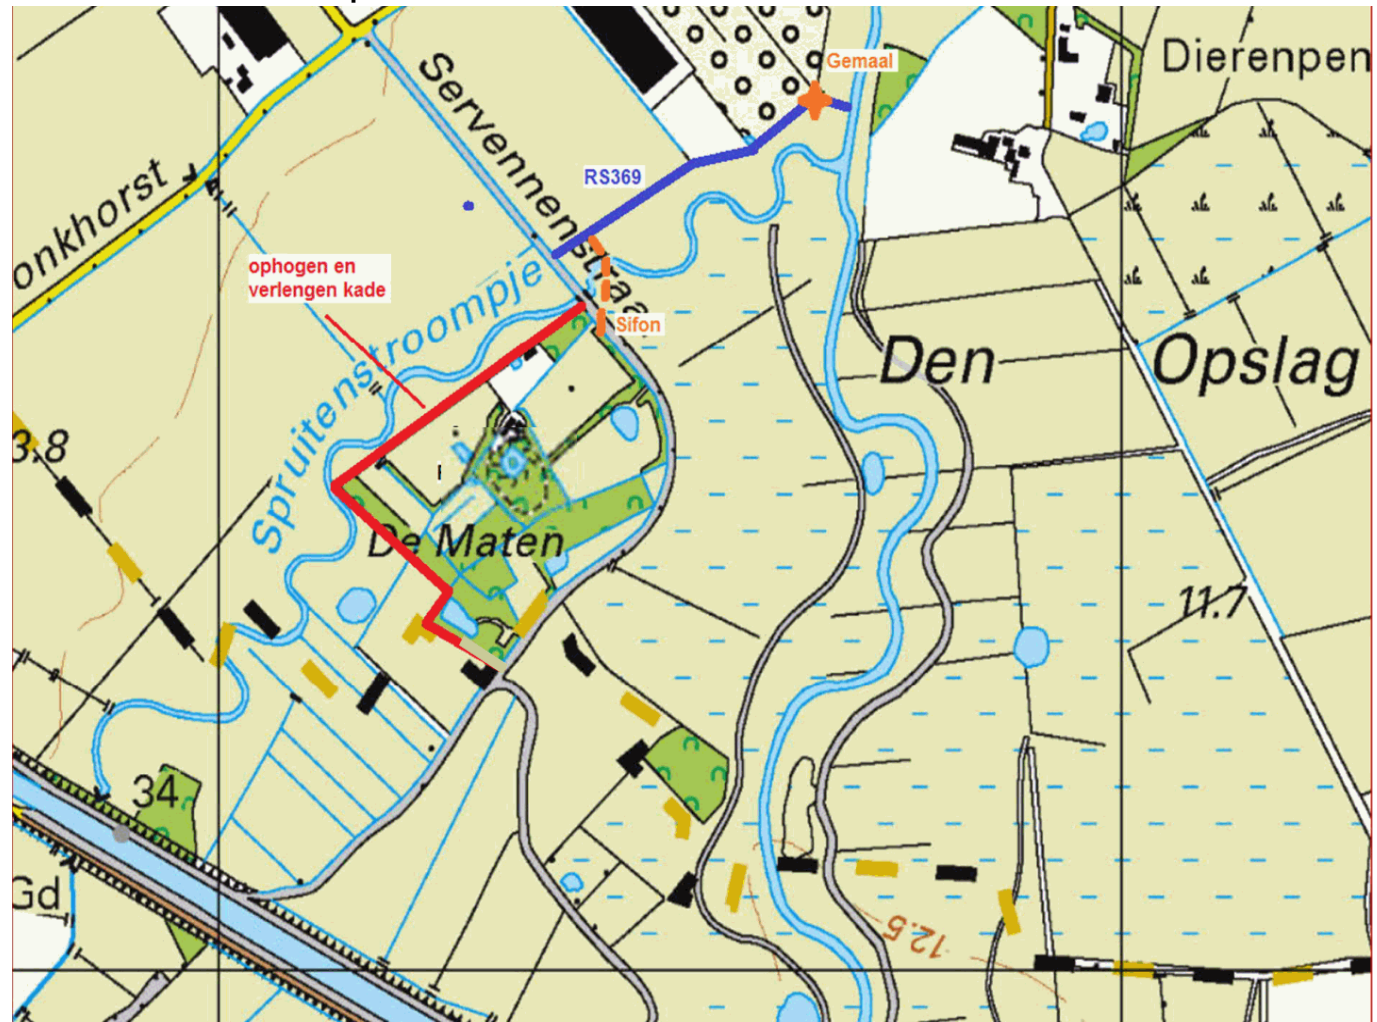 Dierenpen
Gemaal
Servennenstraa
RS369
onkhorst
ophogen en
verlengen kade
Spruitenstroompje
Sifon
Den Opslag
3.8
De Maten
11.7
34
Gd
12.5